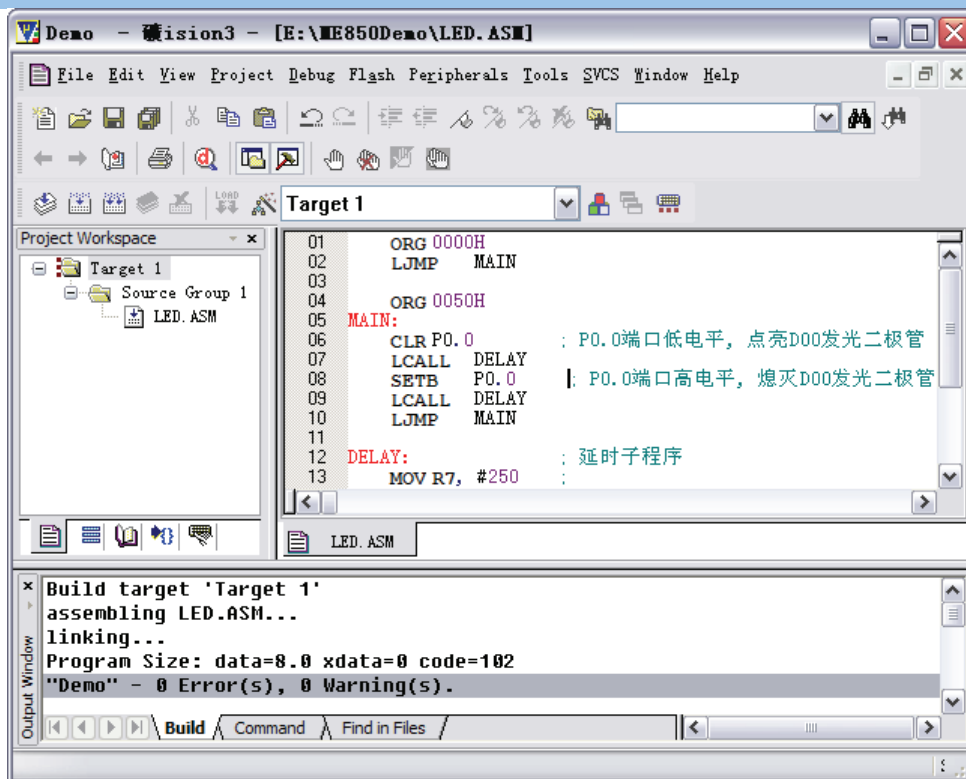 Demo - 礦ision3 - [E:\ME850Demo\LED.ASM]
File Edit View Project Debug Flash Peripherals Tools SVCS Window Help
LOAD
Target 1
Project Workspace
Target 1
Source Group 1
LED.ASM
01 ORG 0000H
02 LJMP MAIN
03
04 ORG 0050H
05 MAIN:
06 CLR P0.0 ; P0.0端口低电平, 点亮D00发光二极管
07 LCALL DELAY
08 SETB P0.0 ; P0.0端口高电平, 熄灭D00发光二极管
09 LCALL DELAY
10 LJMP MAIN
11
12 DELAY: ; 延时子程序
13 MOV R7, #250 ;
LED.ASM
Build target 'Target 1'
assembling LED.ASM...
linking...
Program Size: data=8.0 xdata=0 code=102
"Demo" - 0 Error(s), 0 Warning(s).
Output Window
Build Command Find in Files